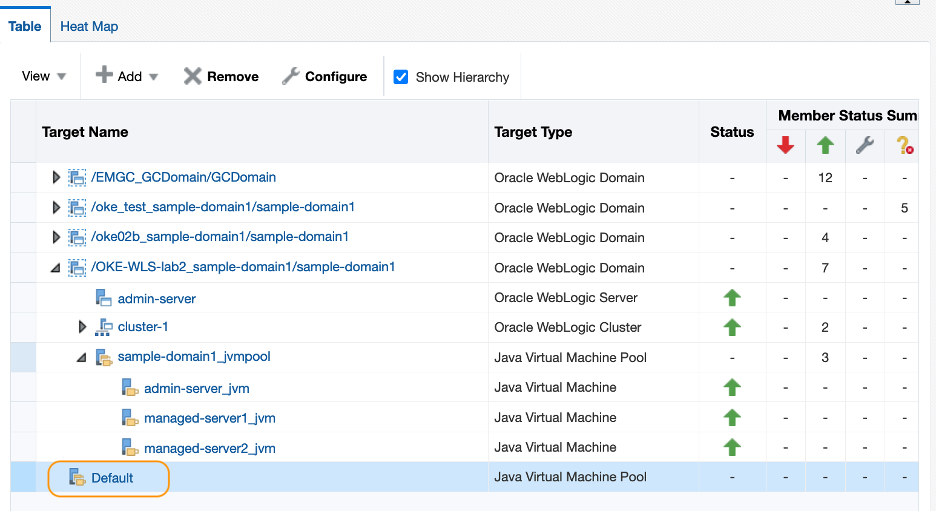 Table Heat Map
View Add Remove Configure Show Hierarchy
Target Name Target Type Status Member Status Sum
/EMGC_GCDomain/GCDomain Oracle WebLogic Domain - - 12 - -
/oke_test_sample-domain1/sample-domain1 Oracle WebLogic Domain - - - - 5
/oke02b_sample-domain1/sample-domain1 Oracle WebLogic Domain - - 4 - -
/OKE-WLS-lab2_sample-domain1/sample-domain1 Oracle WebLogic Domain - - 7 - -
admin-server Oracle WebLogic Server - - - -
cluster-1 Oracle WebLogic Cluster - 2 - -
sample-domain1_jvmpool Java Virtual Machine Pool - - 3 - -
admin-server_jvm Java Virtual Machine - - - -
managed-server1_jvm Java Virtual Machine - - - -
managed-server2_jvm Java Virtual Machine - - - -
Default Java Virtual Machine Pool - - - - -